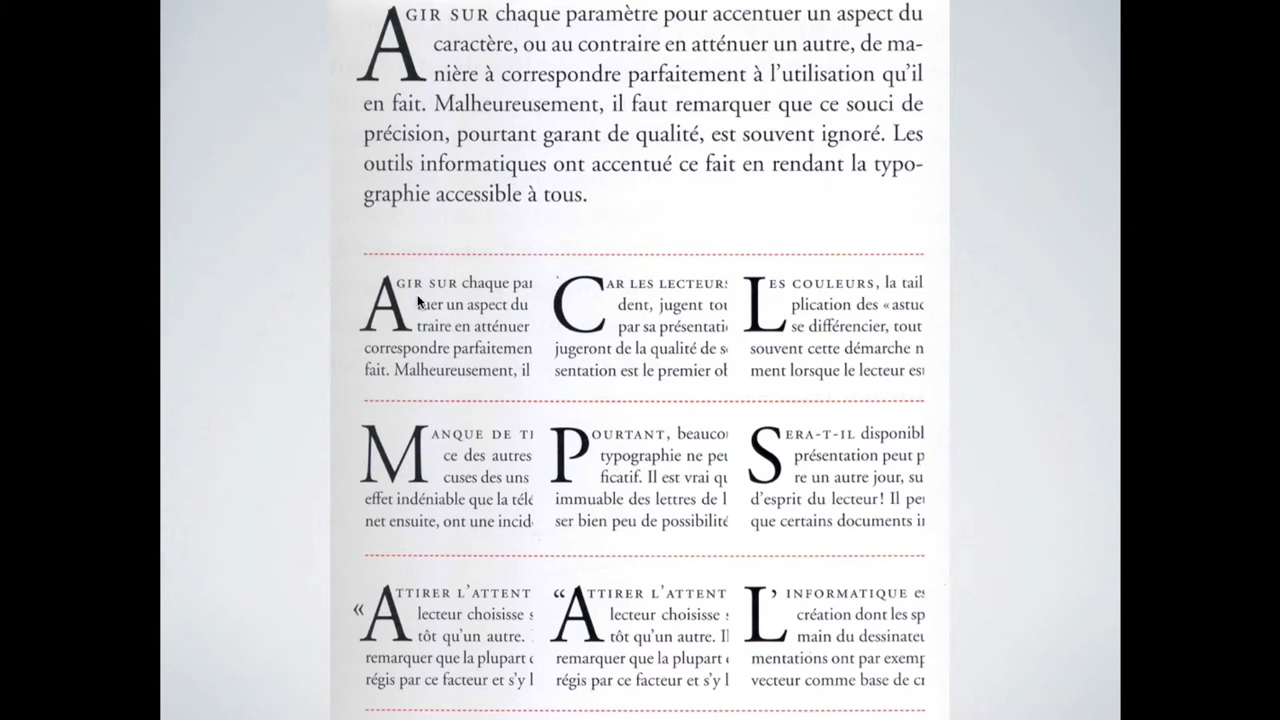 AGIR SUR chaque paramètre pour accentuer un aspect du
caractère, ou au contraire en atténuer un autre, de ma-
nière à correspondre parfaitement à l’utilisation qu’il
en fait. Malheureusement, il faut remarquer que ce souci de
précision, pourtant garant de qualité, est souvent ignoré. Les
outils informatiques ont accentué ce fait en rendant la typo-
graphie accessible à tous.
AGIR SUR chaque par
uer un aspect du
traire en atténuer
correspondre parfaitemen
fait. Malheureusement, il
CAR LES LECTEURS
dent, jugent tou
par sa présentati
jugeront de la qualité de s
sentation est le premier ob
LES COULEURS, la tail
plication des « astuc
se différencier, tout
souvent cette démarche n
ment lorsque le lecteur es
MANQUE DE TI
ce des autres
cuses des uns
effet indéniable que la télé
net ensuite, ont une incid
POURTANT, beaucou
typographie ne peu
ficatif. Il est vrai qu
immuable des lettres de l
ser bien peu de possibilité
SERA-T-IL disponibl
présentation peut p
re un autre jour, su
d’esprit du lecteur ! Il peu
que certains documents in
« ATTIRER L’ATTENT
lecteur choisisse s
tôt qu’un autre.
remarquer que la plupart
régis par ce facteur et s’y l
“ATTIRER L’ATTENT
lecteur choisisse
tôt qu’un autre. Il
remarquer que la plupart
régis par ce facteur et s’y l
L’INFORMATIQUE es
création dont les sp
main du dessinateu
mentations ont par exemp
vecteur comme base de cr